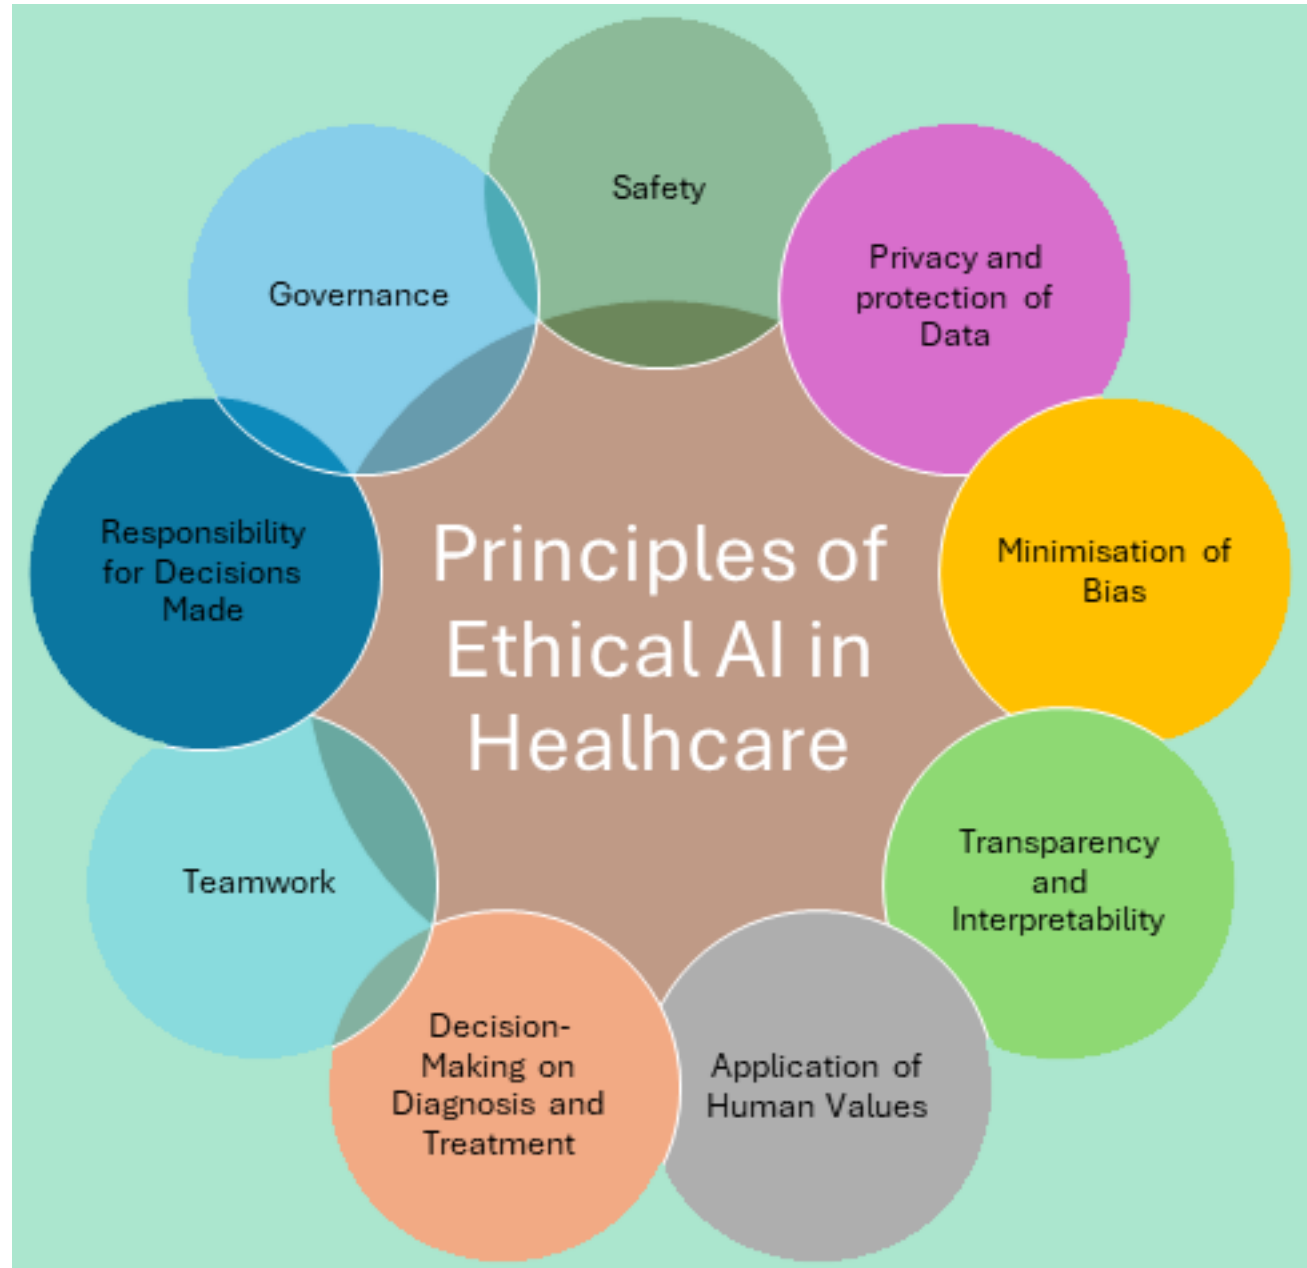 Safety
Privacy and
protection of
Data
Minimisation of
Bias
Transparency
and
Interpretability
Application of
Human Values
Decision-
Making on
Diagnosis and
Treatment
Teamwork
Responsibility
for Decisions
Made
Governance
Principles of
Ethical AI in
Healhcare